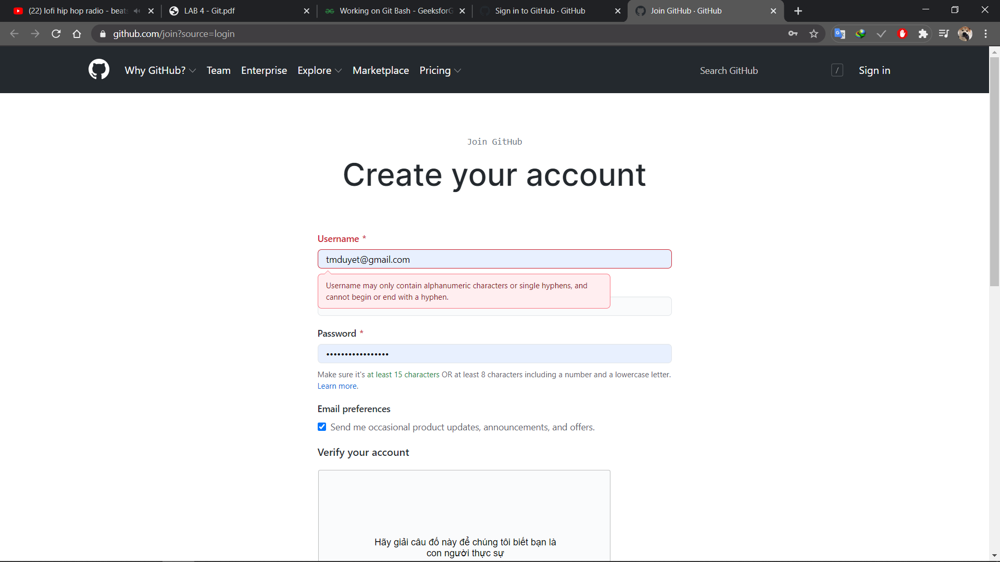 (22) lofi hip hop radio - beat
LAB 4 - Git.pdf
Working on Git Bash - GeeksforG
Sign in to GitHub · GitHub
Join GitHub · GitHub
github.com/join?source=login
Why GitHub?
Team
Enterprise
Explore
Marketplace
Pricing
Search GitHub
/
Sign in
Join GitHub
Create your account
Username *
tmduyet@gmail.com
Username may only contain alphanumeric characters or single hyphens, and
cannot begin or end with a hyphen.
Password *
•••••••••••••••••
Make sure it's at least 15 characters OR at least 8 characters including a number and a lowercase letter.
Learn more.
Email preferences
Send me occasional product updates, announcements, and offers.
Verify your account
Hãy giải câu đố này để chúng tôi biết bạn là
con người thực sự